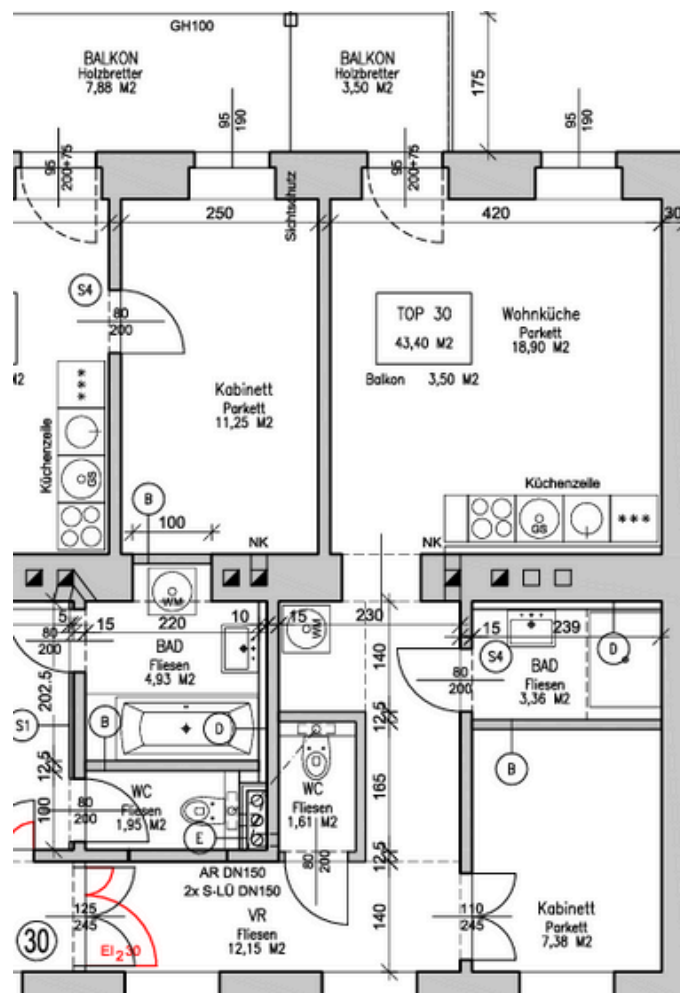 GH100
BALKON
Holzbretter
7,88 M2
BALKON
Holzbretter
3,50 M2
175
95
200+75
95
190
95
200+75
95
190
Sichtschutz
250
420
30
S4
80
200
TOP 30
43,40 M2
Balkon 3,50 M2
Wohnküche
Parkett
18,90 M2
M2
Kabinett
Parkett
11,25 M2
Küchenzeile
GS
Küchenzeile
GS
B
100
NK
NK
WM
5
15
220
10
15
230
15
239
80
200
BAD
Fliesen
4,93 M2
WM
140
80
200
S4
BAD
Fliesen
3,36 M2
D
202.5
S1
B
D
12.5
12.5
B
WC
Fliesen
1,95 M2
80
200
100
E
WC
Fliesen
1,61 M2
165
80
200
12.5
AR DN150
2x S-LÜ DN150
VR
Fliesen
12,15 M2
140
110
245
Kabinett
Parkett
7,38 M2
30
125
245
EI₂30